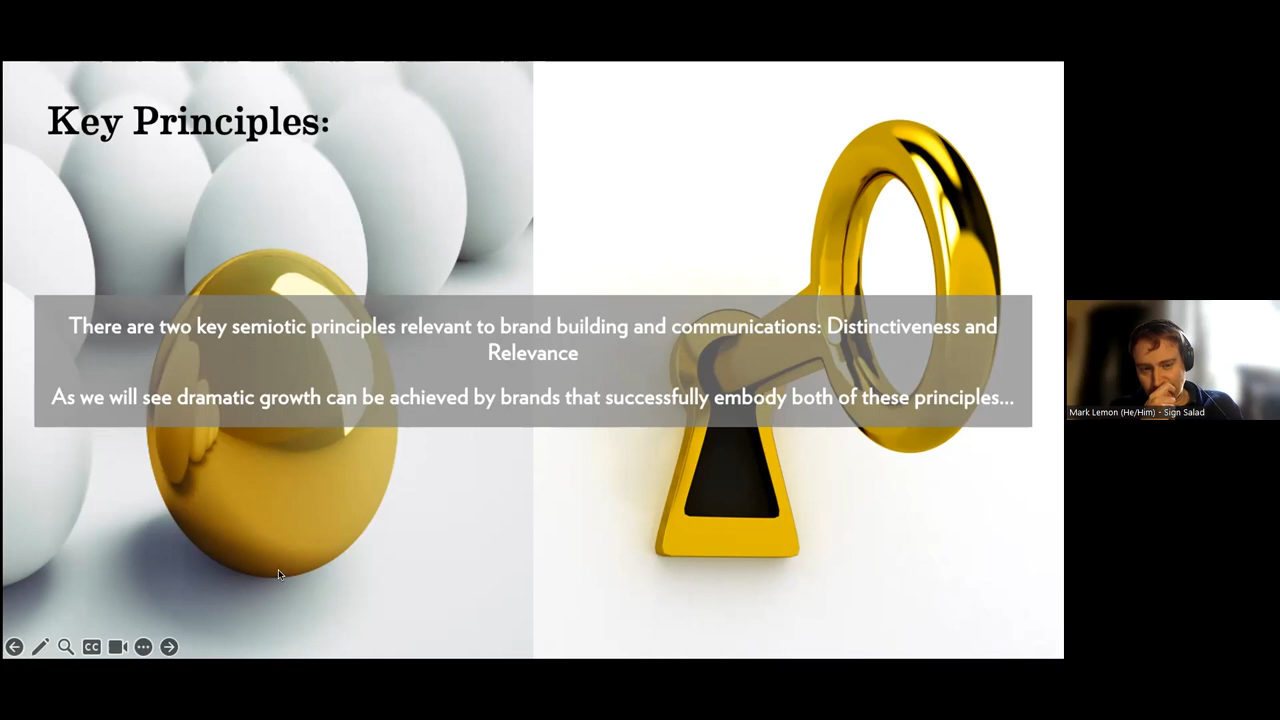 Key Principles:
There are two key semiotic principles relevant to brand building and communications: Distinctiveness and
Relevance
As we will see dramatic growth can be achieved by brands that successfully embody both of these principles...
CC
Mark Lemon (He/Him) - Sign Salad